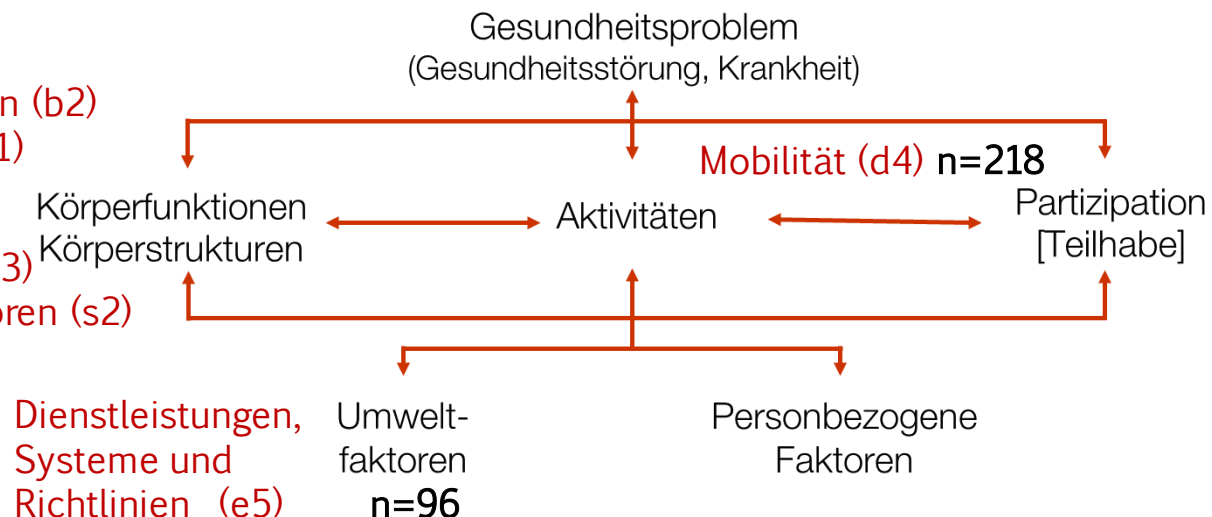 Gesundheitsproblem
(Gesundheitsstörung, Krankheit)
n (b2)
1)
Mobilität (d4) n=218
Körperfunktionen
Körperstrukturen
Aktivitäten
Partizipation
[Teilhabe]
3)
oren (s2)
Dienstleistungen,
Systeme und
Richtlinien (e5)
Umwelt-
faktoren
n=96
Personbezogene
Faktoren